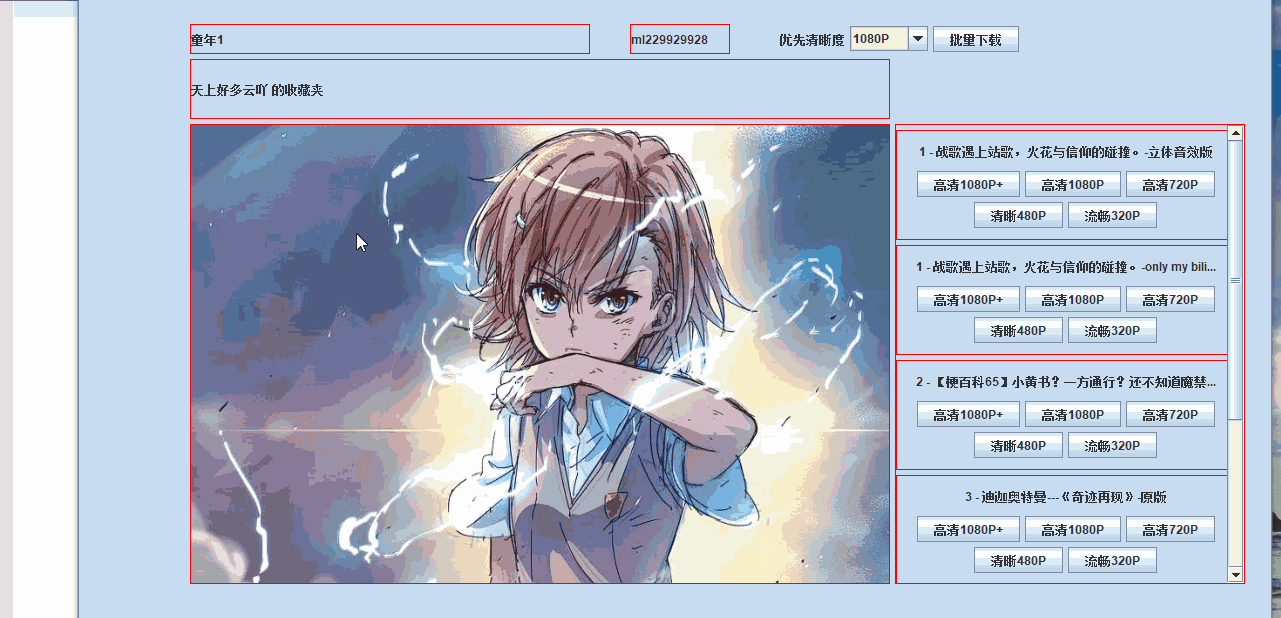 童年1
ml229929928
优先清晰度 1080P 批量下载
天上好多云吖 的收藏夹
1 - 战歌遇上站歌，火花与信仰的碰撞。-立体音效版
高清1080P+ 高清1080P 高清720P
清晰480P 流畅320P
1 - 战歌遇上站歌，火花与信仰的碰撞。-only my bili...
高清1080P+ 高清1080P 高清720P
清晰480P 流畅320P
2 -【梗百科65】小黄书？一方通行？还不知道魔禁...
高清1080P+ 高清1080P 高清720P
清晰480P 流畅320P
3 - 迪迦奥特曼---《奇迹再现》-原版
高清1080P+ 高清1080P 高清720P
清晰480P 流畅320P